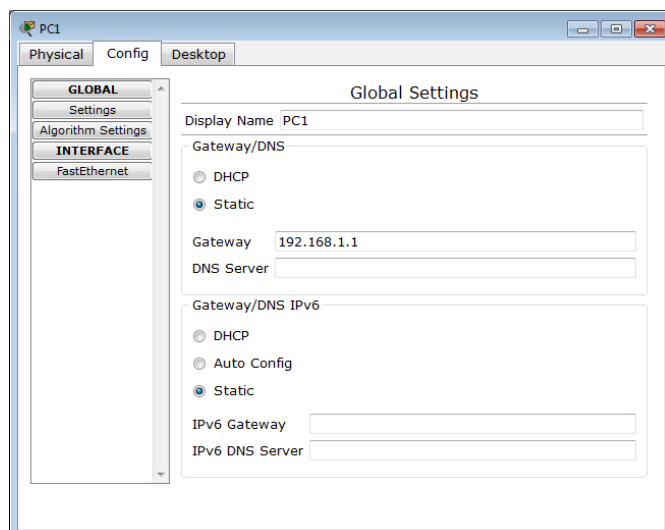 PC1
Physical Config Desktop
GLOBAL
Settings
Algorithm Settings
INTERFACE
FastEthernet
Global Settings
Display Name PC1
Gateway/DNS
DHCP
Static
Gateway 192.168.1.1
DNS Server
Gateway/DNS IPv6
DHCP
Auto Config
Static
IPv6 Gateway
IPv6 DNS Server